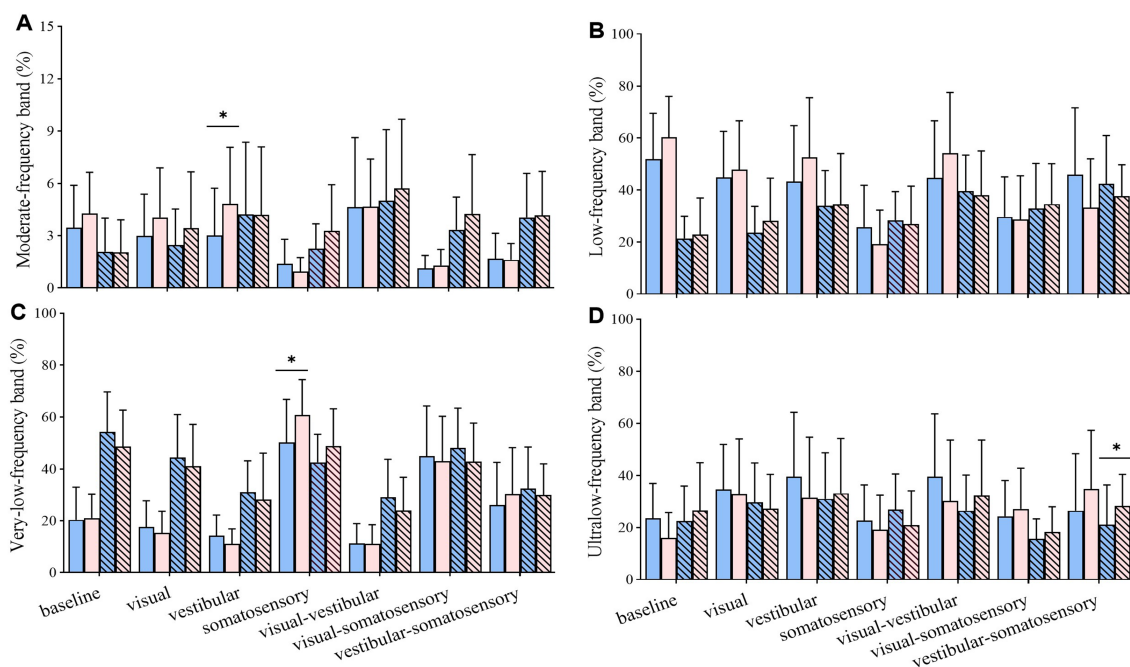 A
Moderate-frequency band (%)
15
12
9
6
3
0
*
B
Low-frequency band (%)
100
80
60
40
20
0
C
Very-low-frequency band (%)
100
80
60
40
20
0
*
baseline
visual
vestibular
somatosensory
visual-vestibular
visual-somatosensory
vestibular-somatosensory
D
Ultralow-frequency band (%)
100
80
60
40
20
0
*
baseline
visual
vestibular
somatosensory
visual-vestibular
visual-somatosensory
vestibular-somatosensory